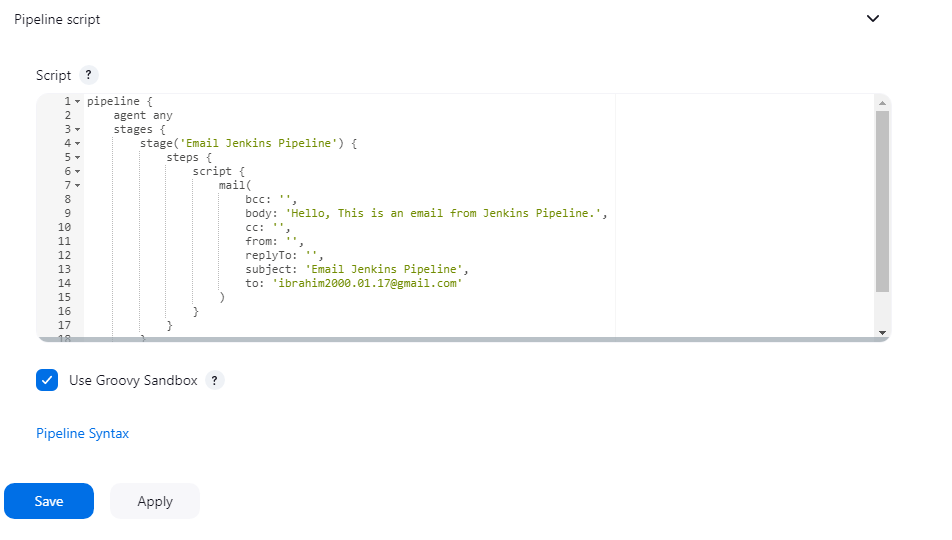 Pipeline script
Script ?
1 pipeline {
2 agent any
3 stages {
4 stage('Email Jenkins Pipeline') {
5 steps {
6 script {
7 mail(
8 bcc: '',
9 body: 'Hello, This is an email from Jenkins Pipeline.',
10 cc: '',
11 from: '',
12 replyTo: '',
13 subject: 'Email Jenkins Pipeline',
14 to: 'ibrahim2000.01.17@gmail.com'
15 )
16 }
17 }
18 }
Use Groovy Sandbox ?
Pipeline Syntax
Save Apply